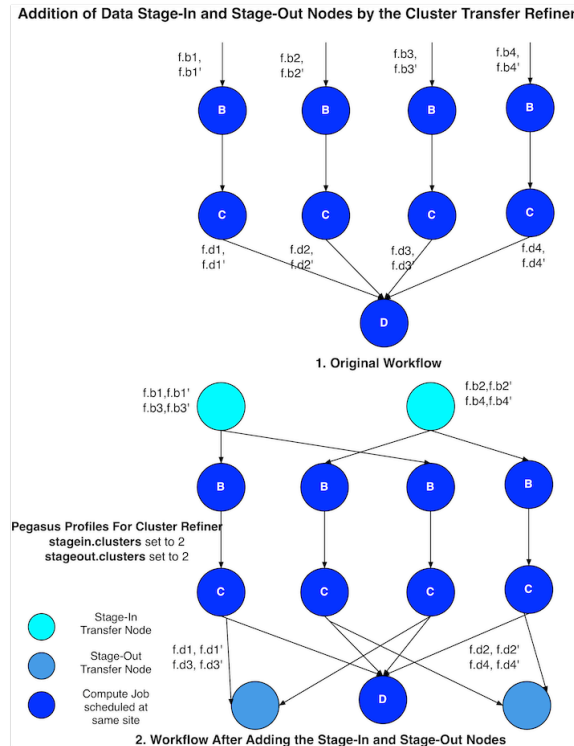 Addition of Data Stage-In and Stage-Out Nodes by the Cluster Transfer Refiner
f.b1,
f.b1'
f.b2,
f.b2'
f.b3,
f.b3'
f.b4,
f.b4'
B
B
B
B
C
C
C
C
f.d1,
f.d1'
f.d2,
f.d2'
f.d3,
f.d3'
f.d4,
f.d4'
D
1. Original Workflow
f.b1,f.b1'
f.b3,f.b3'
f.b2,f.b2'
f.b4,f.b4'
B
B
B
B
Pegasus Profiles For Cluster Refiner
stagein.clusters set to 2
stageout.clusters set to 2
C
C
C
C
Stage-In
Transfer Node
Stage-Out
Transfer Node
Compute Job
scheduled at
same site
f.d1, f.d1'
f.d3, f.d3'
f.d2, f.d2'
f.d4, f.d4'
D
2. Workflow After Adding the Stage-In and Stage-Out Nodes